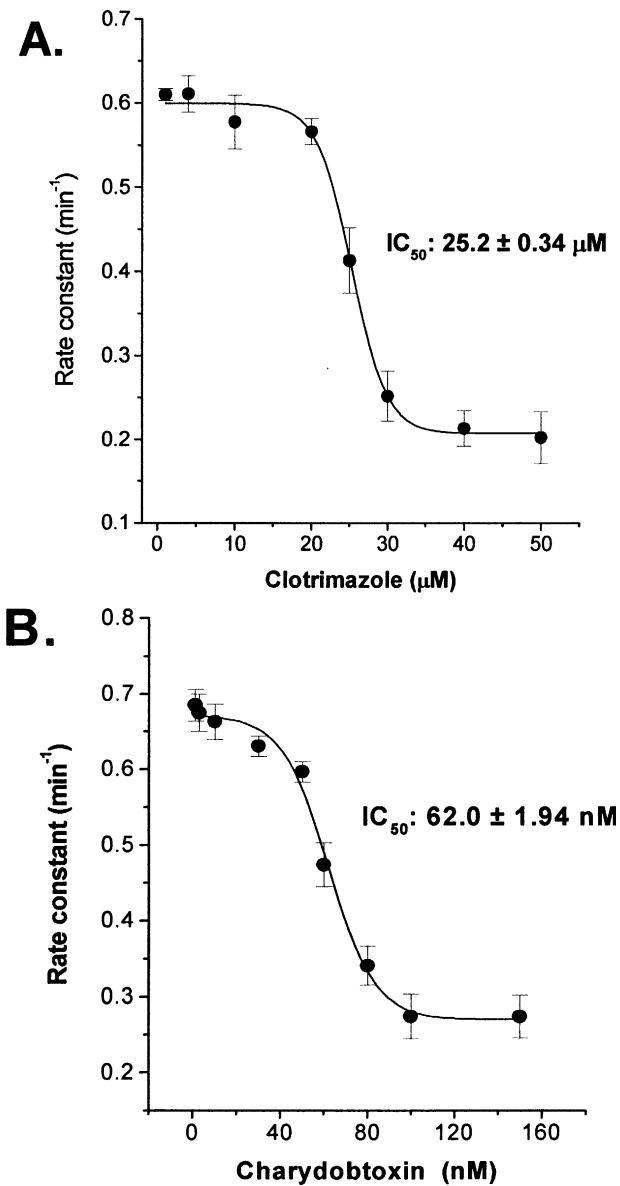 A.
0.7
0.6
0.5
0.4
0.3
0.2
0.1
Rate constant (min⁻¹)
IC₅₀: 25.2 ± 0.34 μM
0 10 20 30 40 50
Clotrimazole (μM)
B.
0.8
0.7
0.6
0.5
0.4
0.3
0.2
Rate constant (min⁻¹)
IC₅₀: 62.0 ± 1.94 nM
0 40 80 120 160
Charydobtoxin (nM)